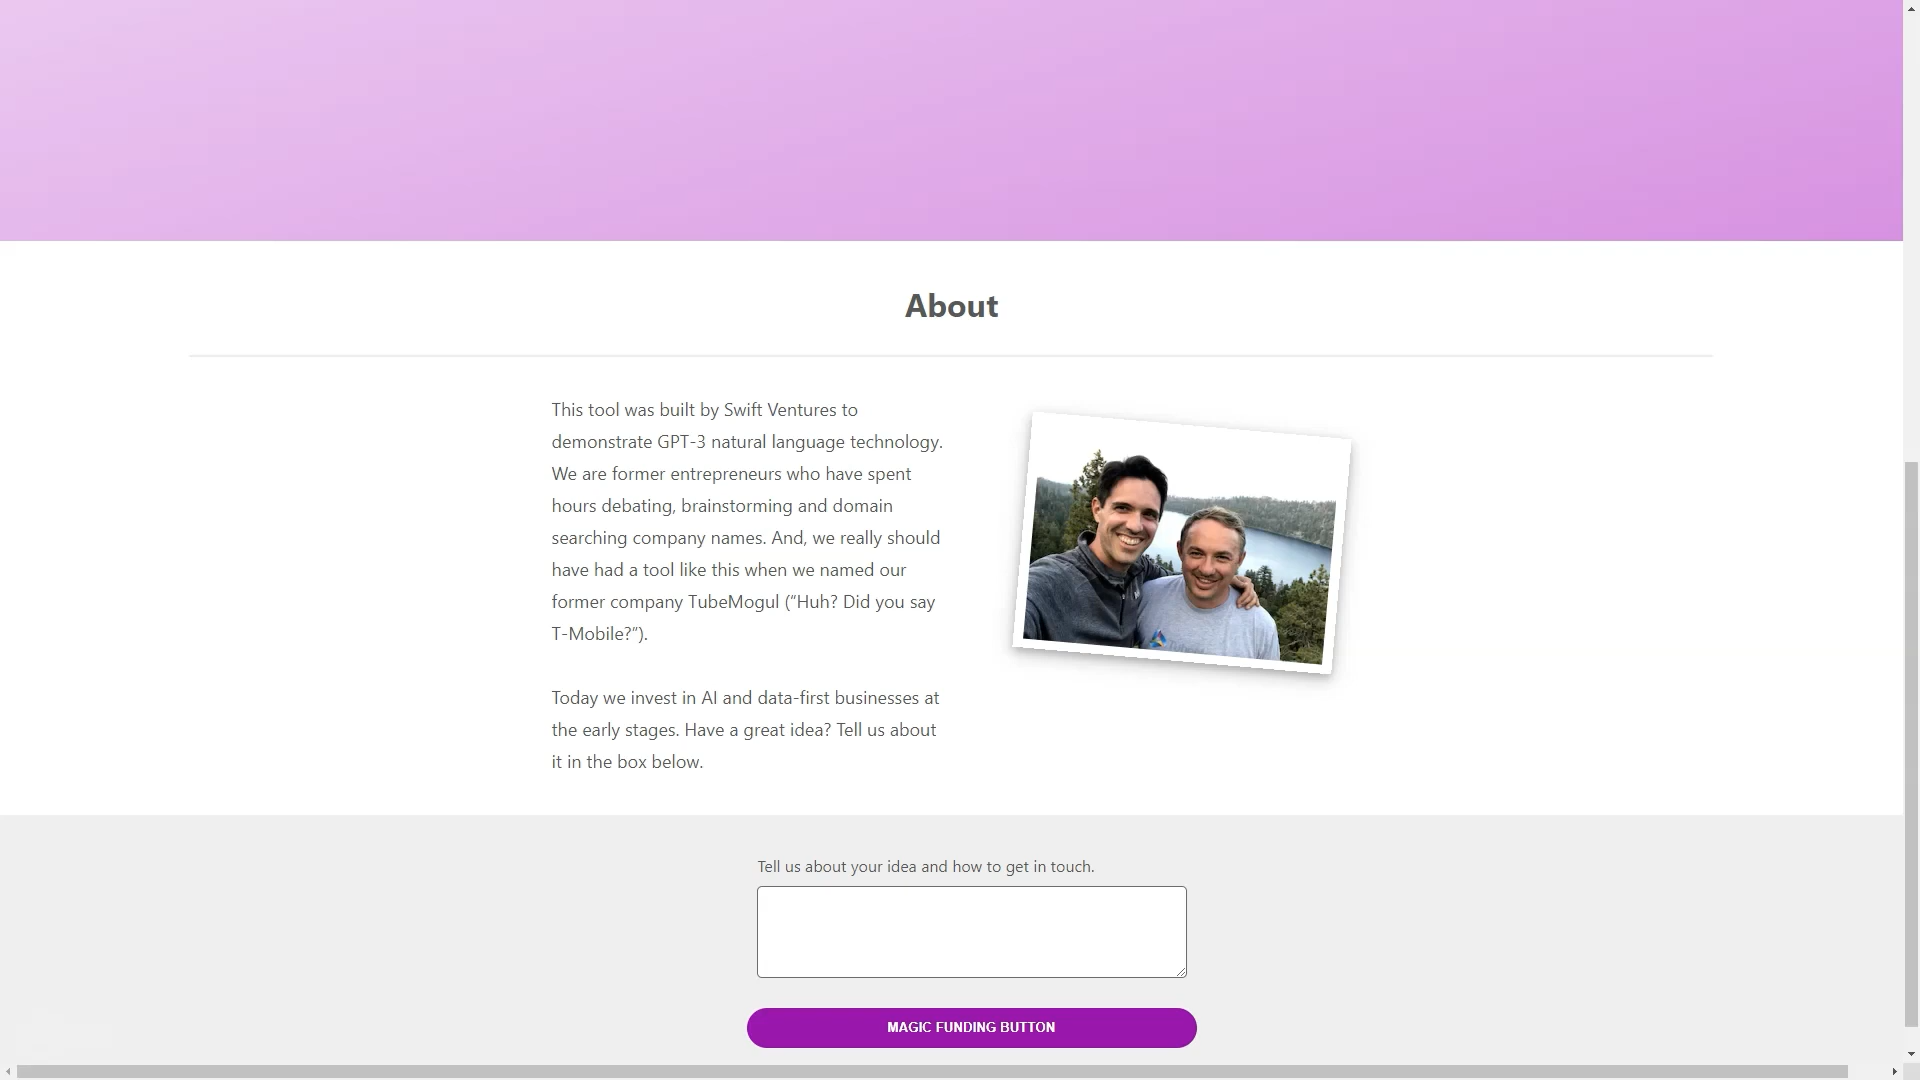 About
This tool was built by Swift Ventures to
demonstrate GPT-3 natural language technology.
We are former entrepreneurs who have spent
hours debating, brainstorming and domain
searching company names. And, we really should
have had a tool like this when we named our
former company TubeMogul (“Huh? Did you say
T-Mobile?”).
Today we invest in AI and data-first businesses at
the early stages. Have a great idea? Tell us about
it in the box below.
Tell us about your idea and how to get in touch.
MAGIC FUNDING BUTTON